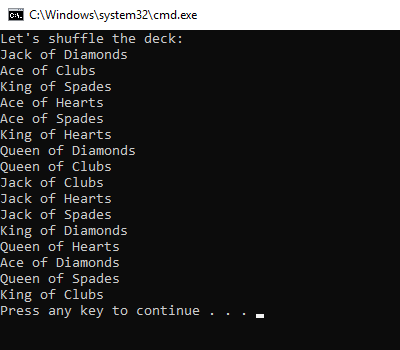 C:\Windows\system32\cmd.exe
Let's shuffle the deck:
Jack of Diamonds
Ace of Clubs
King of Spades
Ace of Hearts
Ace of Spades
King of Hearts
Queen of Diamonds
Queen of Clubs
Jack of Clubs
Jack of Hearts
Jack of Spades
King of Diamonds
Queen of Hearts
Ace of Diamonds
Queen of Spades
King of Clubs
Press any key to continue . . .